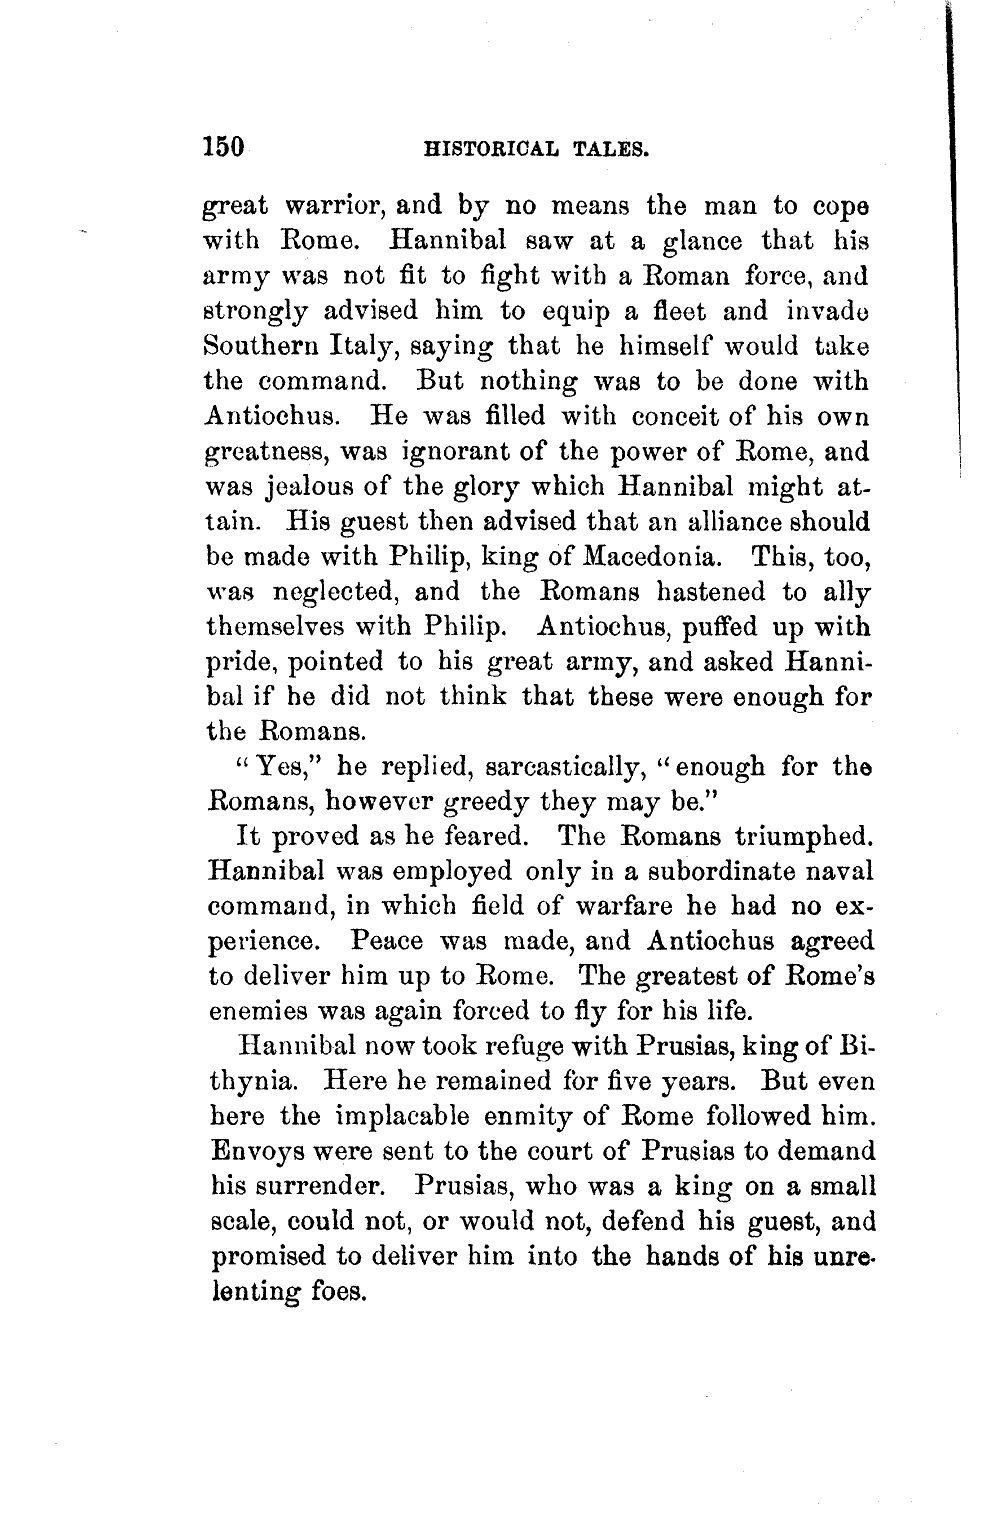 150 HISTORICAL TALES.
great warrior, and by no means the man to cope
with Rome. Hannibal saw at a glance that his
army was not fit to fight with a Roman force, and
strongly advised him to equip a fleet and invade
Southern Italy, saying that he himself would take
the command. But nothing was to be done with
Antiochus. He was filled with conceit of his own
greatness, was ignorant of the power of Rome, and
was jealous of the glory which Hannibal might at-
tain. His guest then advised that an alliance should
be made with Philip, king of Macedonia. This, too,
was neglected, and the Romans hastened to ally
themselves with Philip. Antiochus, puffed up with
pride, pointed to his great army, and asked Hanni-
bal if he did not think that these were enough for
the Romans.
“Yes,” he replied, sarcastically, “enough for the
Romans, however greedy they may be.”
It proved as he feared. The Romans triumphed.
Hannibal was employed only in a subordinate naval
command, in which field of warfare he had no ex-
perience. Peace was made, and Antiochus agreed
to deliver him up to Rome. The greatest of Rome’s
enemies was again forced to fly for his life.
Hannibal now took refuge with Prusias, king of Bi-
thynia. Here he remained for five years. But even
here the implacable enmity of Rome followed him.
Envoys were sent to the court of Prusias to demand
his surrender. Prusias, who was a king on a small
scale, could not, or would not, defend his guest, and
promised to deliver him into the hands of his unre-
lenting foes.